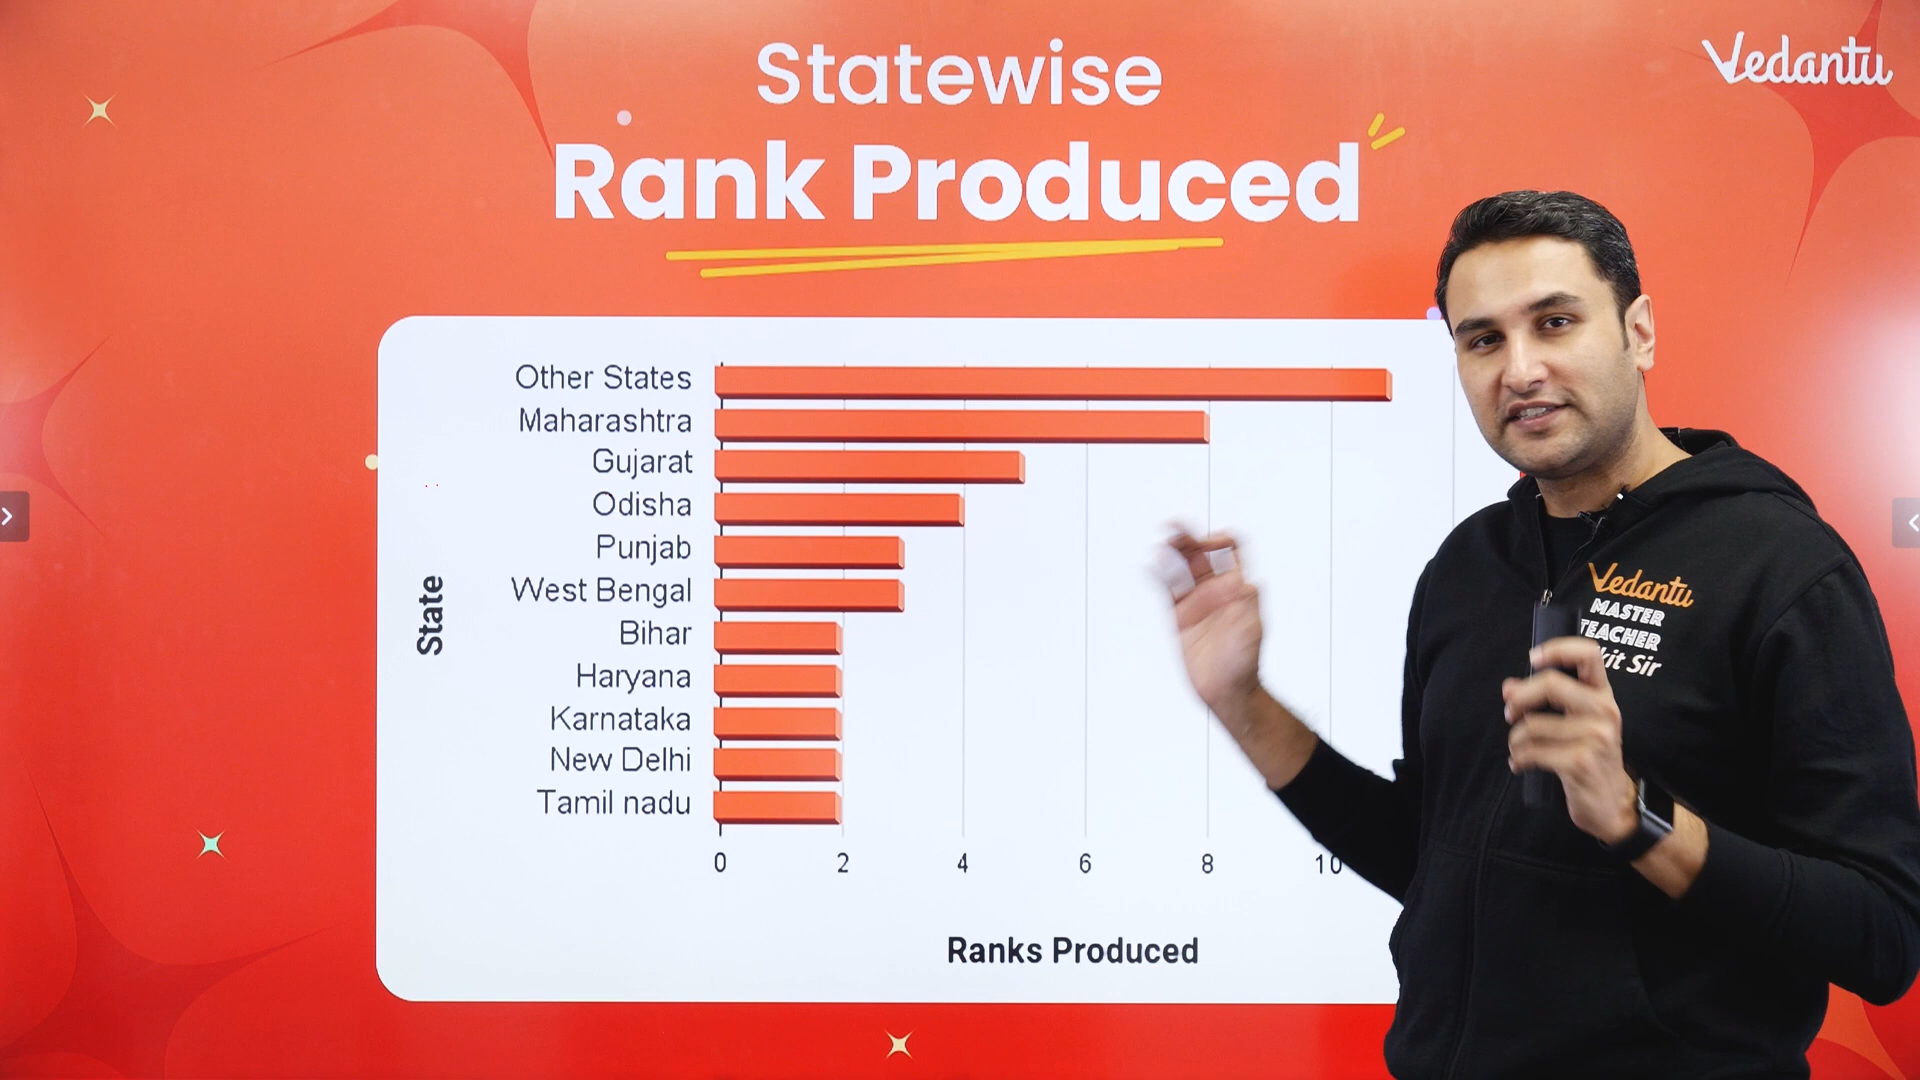 Statewise
Vedantu
Rank Produced
Other States
Maharashtra
Gujarat
Odisha
Punjab
West Bengal
Bihar
Haryana
Karnataka
New Delhi
Tamil nadu
State
0 2 4 6 8 10
Ranks Produced
Vedantu
MASTER
TEACHER
Sir